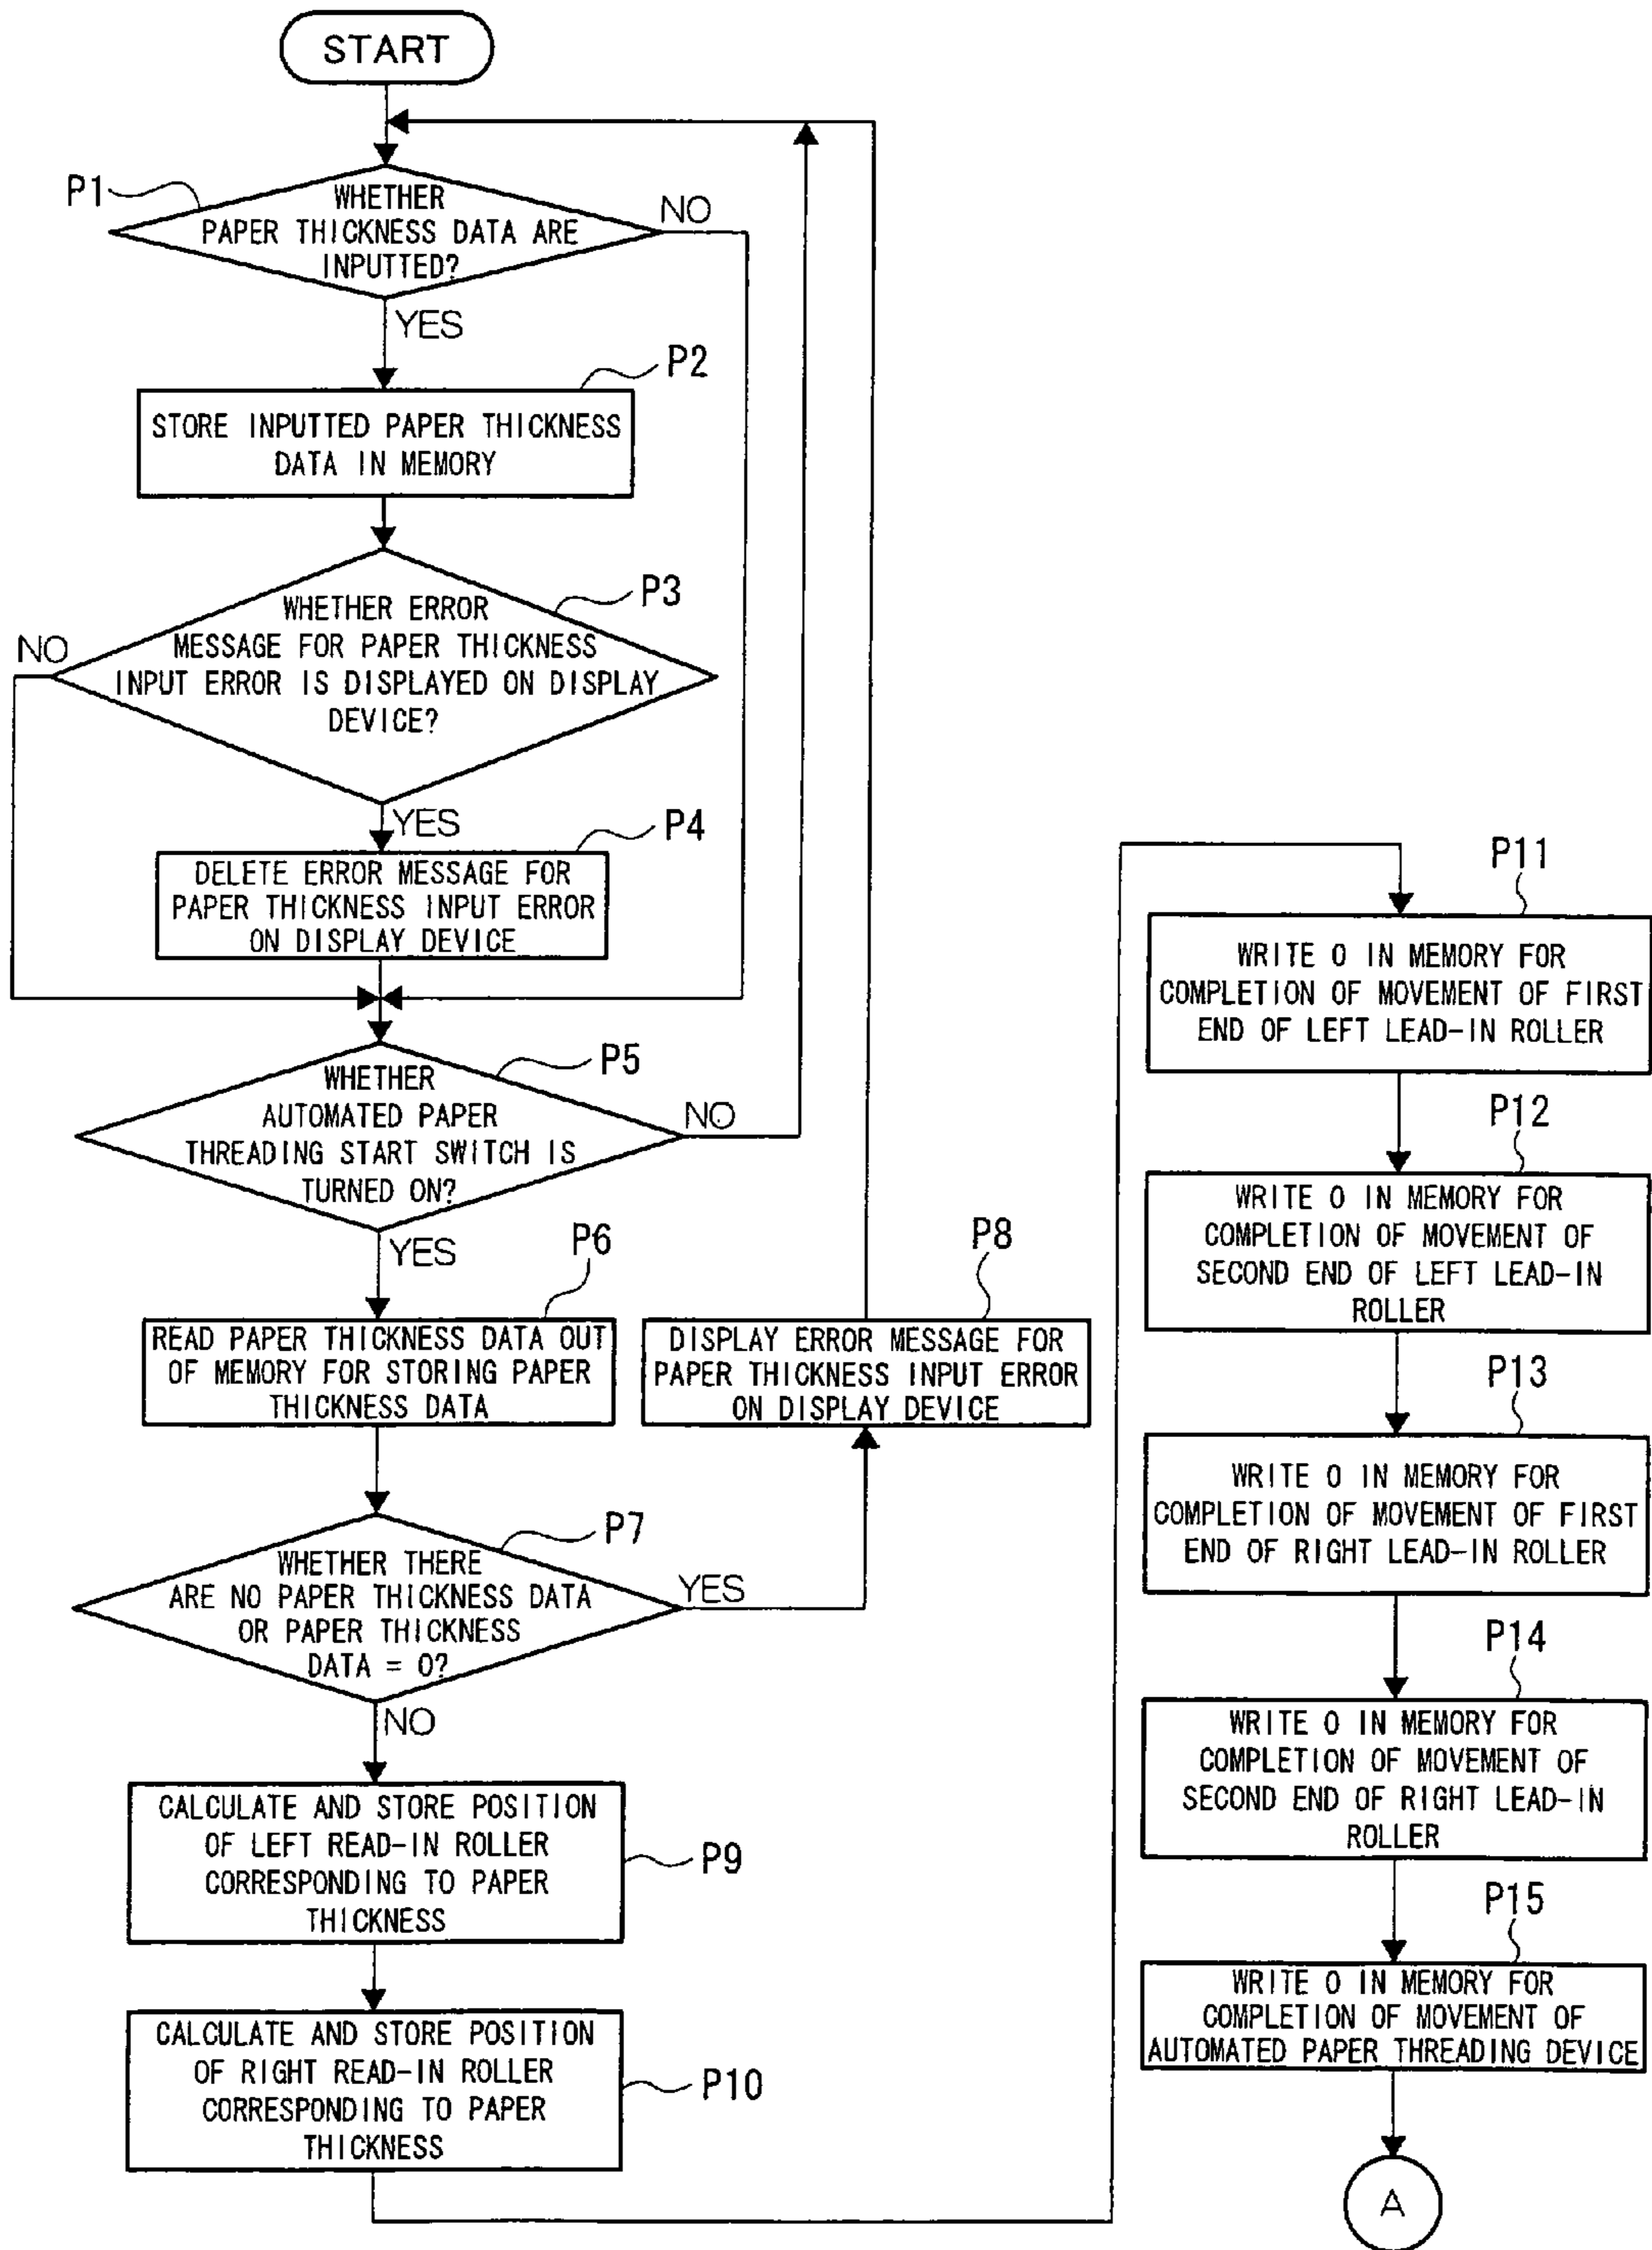 START
P1
WHETHER
PAPER THICKNESS DATA ARE
INPUTTED?
NO
YES
P2
STORE INPUTTED PAPER THICKNESS
DATA IN MEMORY
P3
WHETHER ERROR
MESSAGE FOR PAPER THICKNESS
INPUT ERROR IS DISPLAYED ON DISPLAY
DEVICE?
NO
YES
P4
DELETE ERROR MESSAGE FOR
PAPER THICKNESS INPUT ERROR
ON DISPLAY DEVICE
P5
WHETHER
AUTOMATED PAPER
THREADING START SWITCH IS
TURNED ON?
NO
YES
P6
READ PAPER THICKNESS DATA OUT
OF MEMORY FOR STORING PAPER
THICKNESS DATA
P8
DISPLAY ERROR MESSAGE FOR
PAPER THICKNESS INPUT ERROR
ON DISPLAY DEVICE
P7
WHETHER THERE
ARE NO PAPER THICKNESS DATA
OR PAPER THICKNESS
DATA = 0?
YES
NO
CALCULATE AND STORE POSITION
OF LEFT READ-IN ROLLER
CORRESPONDING TO PAPER
THICKNESS
P9
CALCULATE AND STORE POSITION
OF RIGHT READ-IN ROLLER
CORRESPONDING TO PAPER
THICKNESS
P10
P11
WRITE 0 IN MEMORY FOR
COMPLETION OF MOVEMENT OF FIRST
END OF LEFT LEAD-IN ROLLER
P12
WRITE 0 IN MEMORY FOR
COMPLETION OF MOVEMENT OF
SECOND END OF LEFT LEAD-IN
ROLLER
P13
WRITE 0 IN MEMORY FOR
COMPLETION OF MOVEMENT OF FIRST
END OF RIGHT LEAD-IN ROLLER
P14
WRITE 0 IN MEMORY FOR
COMPLETION OF MOVEMENT OF
SECOND END OF RIGHT LEAD-IN
ROLLER
P15
WRITE 0 IN MEMORY FOR
COMPLETION OF MOVEMENT OF
AUTOMATED PAPER THREADING DEVICE
A